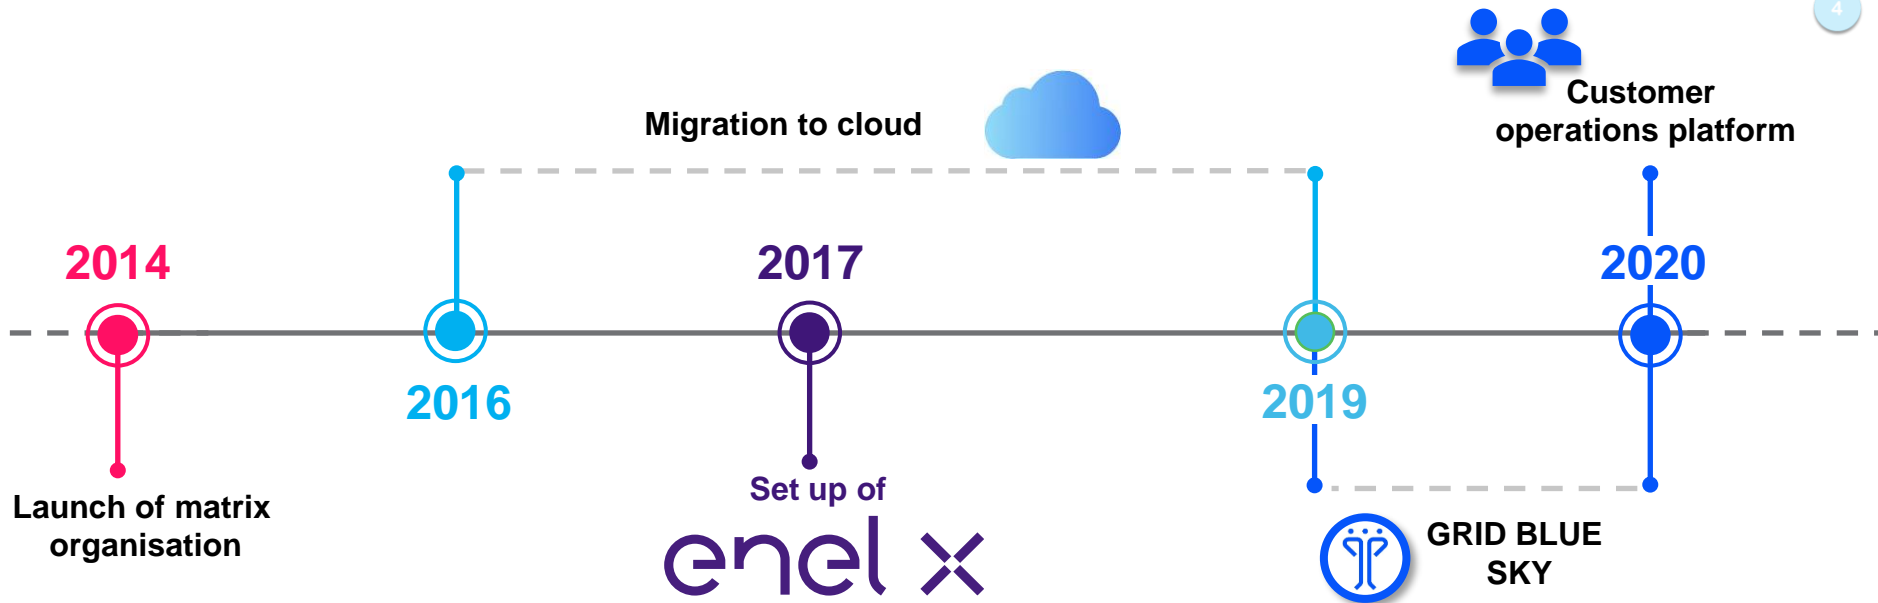 4
Customer
operations platform
Migration to cloud
2014
2017
2020
2016
2019
Launch of matrix
organisation
Set up of
enel x
GRID BLUE
SKY